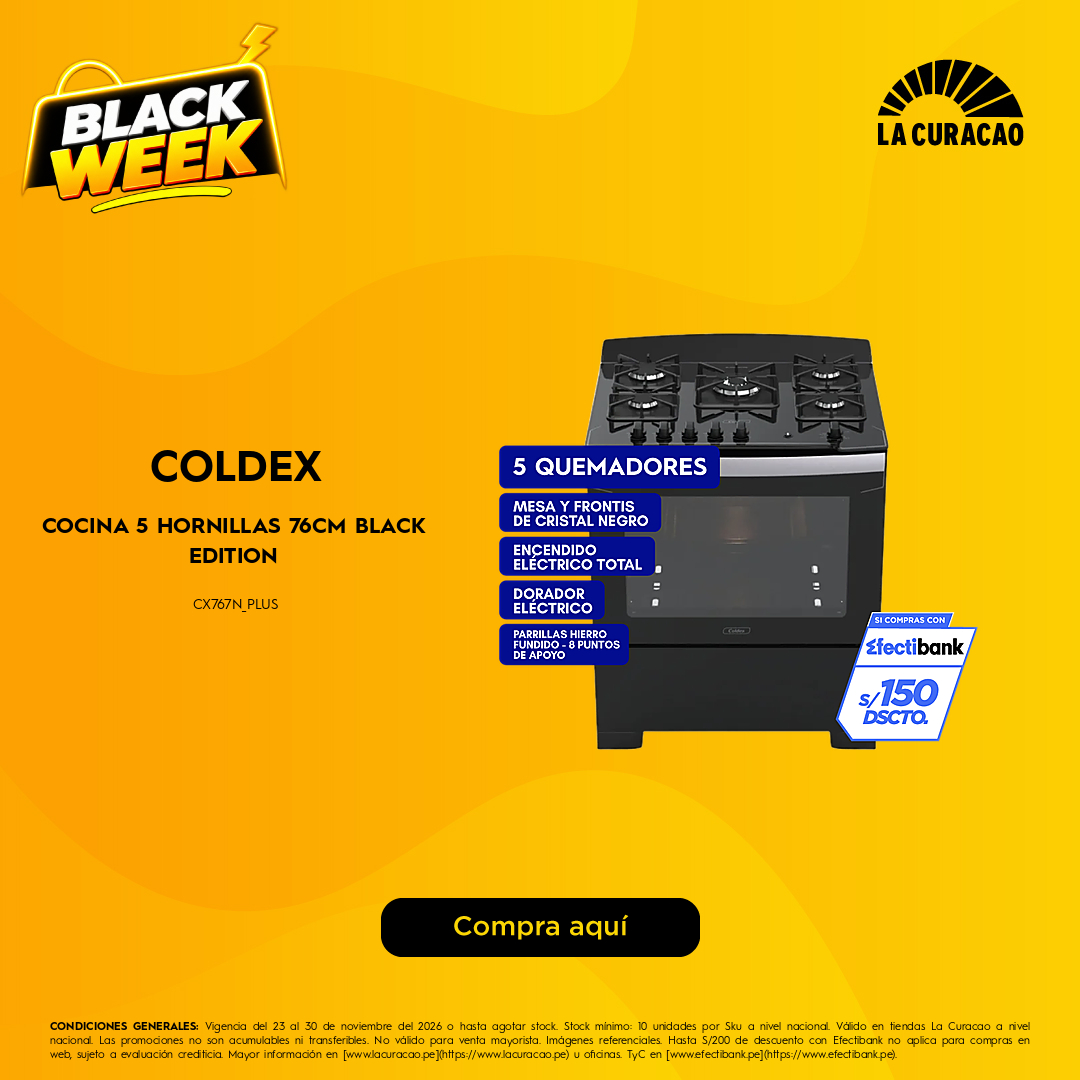 BLACK
WEEK
LA CURACAO
COLDEX
COCINA 5 HORNILLAS 76CM BLACK
EDITION
CX767N_PLUS
5 QUEMADORES
MESA Y FRONTIS
DE CRISTAL NEGRO
ENCENDIDO
ELÉCTRICO TOTAL
DORADOR
ELÉCTRICO
PARRILLAS HIERRO
FUNDIDO - 8 PUNTOS
DE APOYO
Coldex
SI COMPRAS CON
Efectibank
S/150
DSCTO.
Compra aquí
CONDICIONES GENERALES: Vigencia del 23 al 30 de noviembre del 2026 o hasta agotar stock. Stock mínimo: 10 unidades por Sku a nivel nacional. Válido en tiendas La Curacao a nivel
nacional. Las promociones no son acumulables ni transferibles. No válido para venta mayorista. Imágenes referenciales. Hasta S/200 de descuento con Efectibank no aplica para compras en
web, sujeto a evaluación crediticia. Mayor información en [www.lacuracao.pe](https://www.lacuracao.pe) u oficinas. TyC en [www.efectibank.pe](https://www.efectibank.pe).